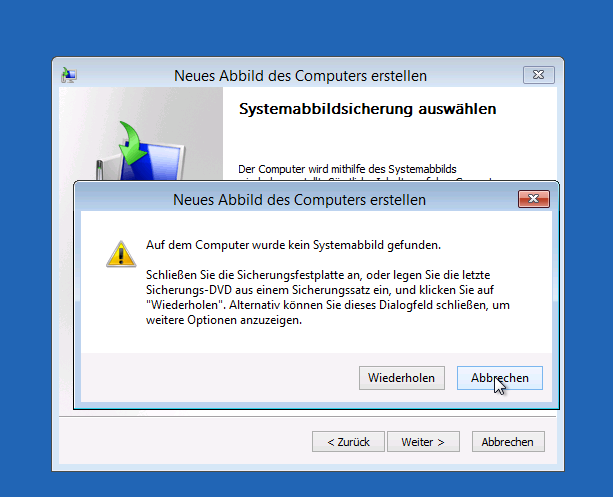 Neues Abbild des Computers erstellen
Systemabbildsicherung auswählen
Der Computer wird mithilfe des Systemabbilds
Neues Abbild des Computers erstellen
Auf dem Computer wurde kein Systemabbild gefunden.
Schließen Sie die Sicherungsfestplatte an, oder legen Sie die letzte
Sicherungs-DVD aus einem Sicherungssatz ein, und klicken Sie auf
"Wiederholen". Alternativ können Sie dieses Dialogfeld schließen, um
weitere Optionen anzuzeigen.
Wiederholen Abbrechen
< Zurück Weiter > Abbrechen